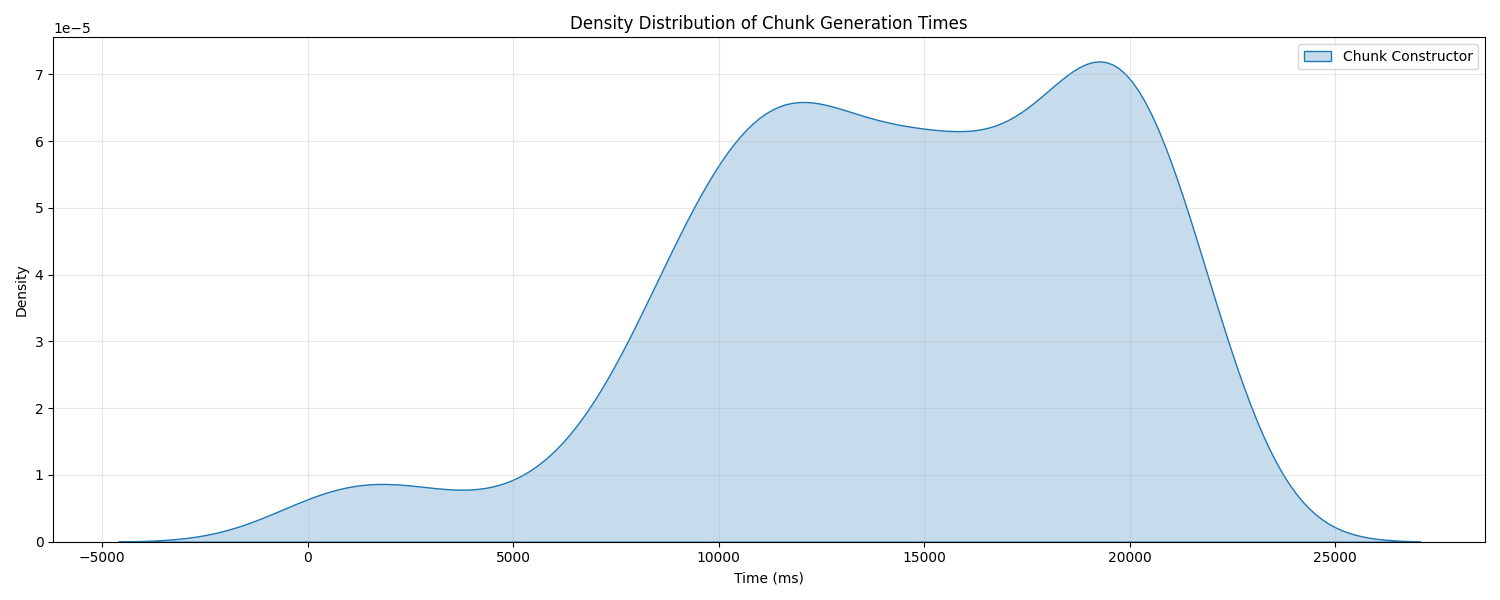 Density Distribution of Chunk Generation Times
1e−5
Chunk Constructor
7
6
5
4
3
2
1
0
Density
−5000 0 5000 10000 15000 20000 25000
Time (ms)